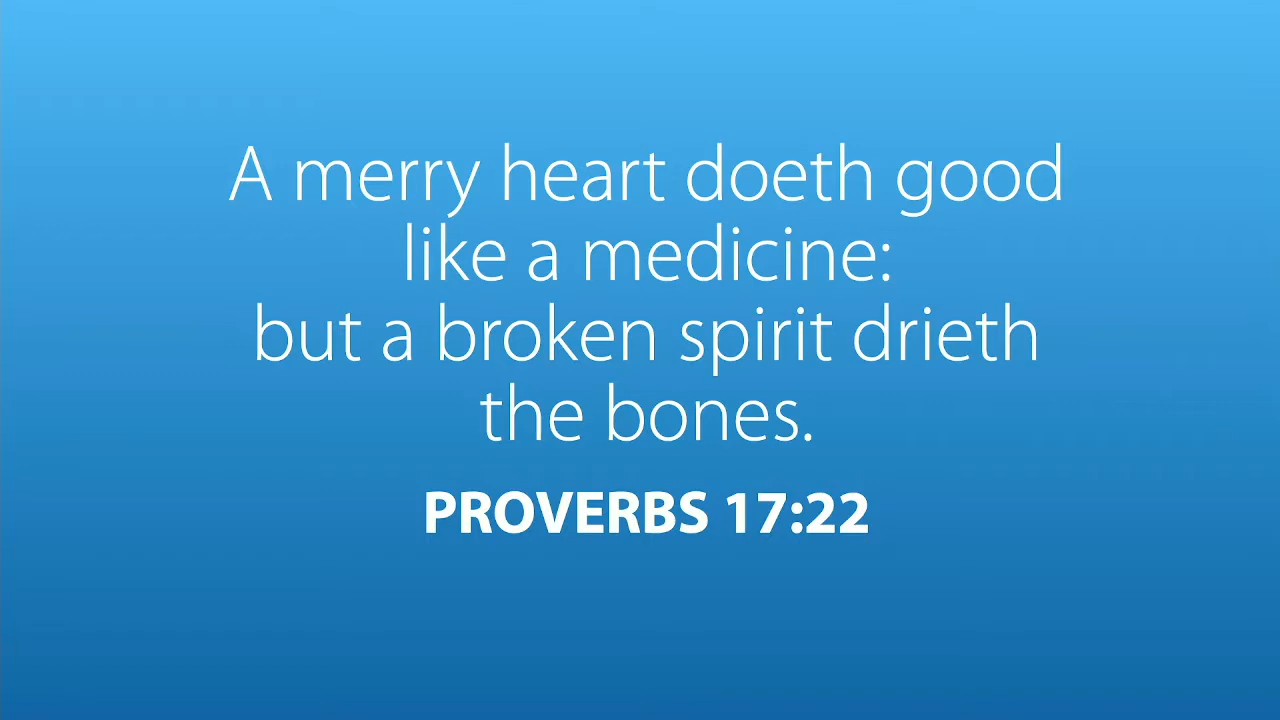 A merry heart doeth good
like a medicine:
but a broken spirit drieth
the bones.
PROVERBS 17:22